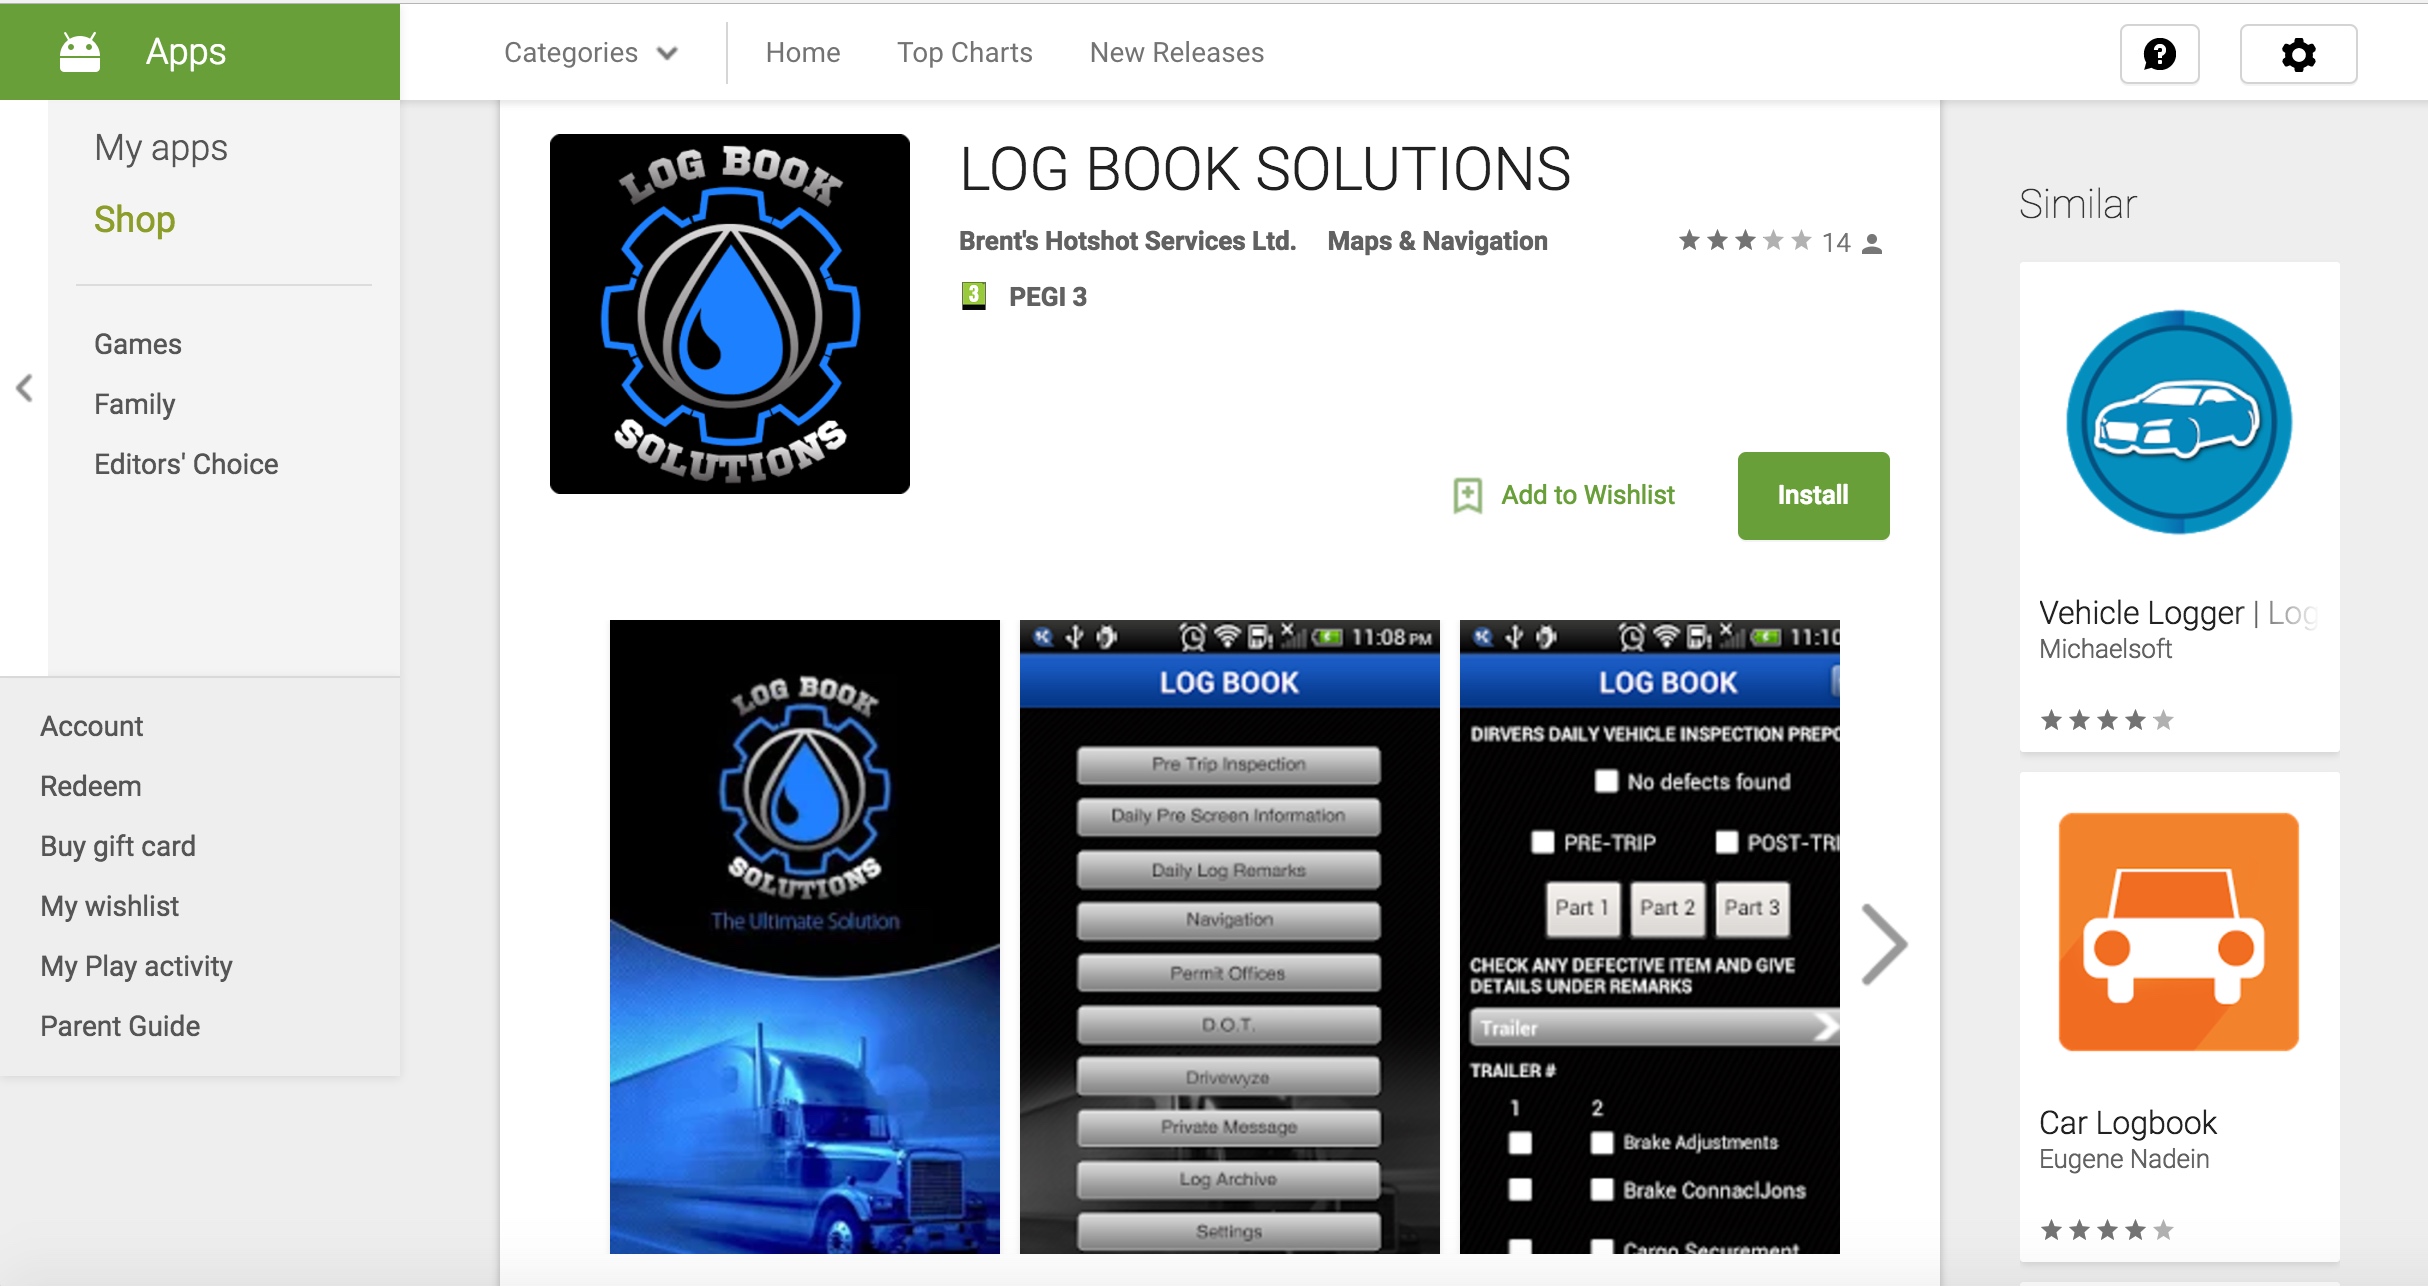 Apps
Categories
Home
Top Charts
New Releases
My apps
Shop
Games
Family
Editors' Choice
Account
Redeem
Buy gift card
My wishlist
My Play activity
Parent Guide
LOG BOOK
SOLUTIONS
LOG BOOK SOLUTIONS
Brent's Hotshot Services Ltd. Maps & Navigation
14
3 PEGI 3
Add to Wishlist
Install
LOG BOOK
SOLUTIONS
The Ultimate Solution
11:08 PM
LOG BOOK
Pre Trip Inspection
Daily Pre Screen Information
Daily Log Remarks
Navigation
Permit Offices
D.O.T.
Drivewyze
Private Message
Log Archive
Settings
11:10
LOG BOOK
DIRVERS DAILY VEHICLE INSPECTION PREPO
No defects found
PRE-TRIP POST-TRI
Part 1 Part 2 Part 3
CHECK ANY DEFECTIVE ITEM AND GIVE
DETAILS UNDER REMARKS
Trailer
TRAILER #
1 2
Brake Adjustments
Brake ConnaclJons
Cargo Securement
Similar
Vehicle Logger | Log
Michaelsoft
Car Logbook
Eugene Nadein